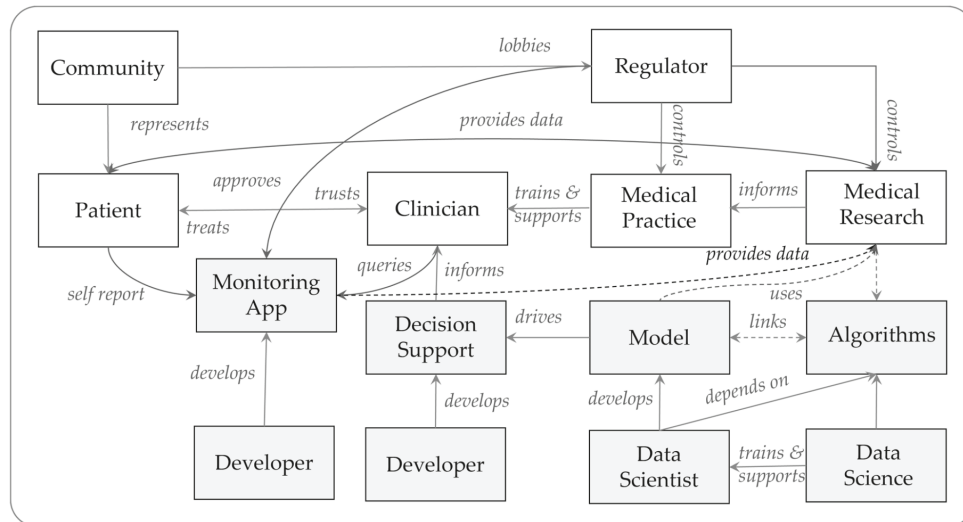 lobbies
Community
Regulator
represents
provides data
controls
controls
approves
Patient
trusts
treats
Clinician
trains &
supports
Medical
Practice
informs
Medical
Research
self report
Monitoring
App
queries
informs
provides data
uses
Decision
Support
drives
Model
links
Algorithms
develops
develops
develops
depends on
Developer
Developer
Data
Scientist
trains &
supports
Data
Science